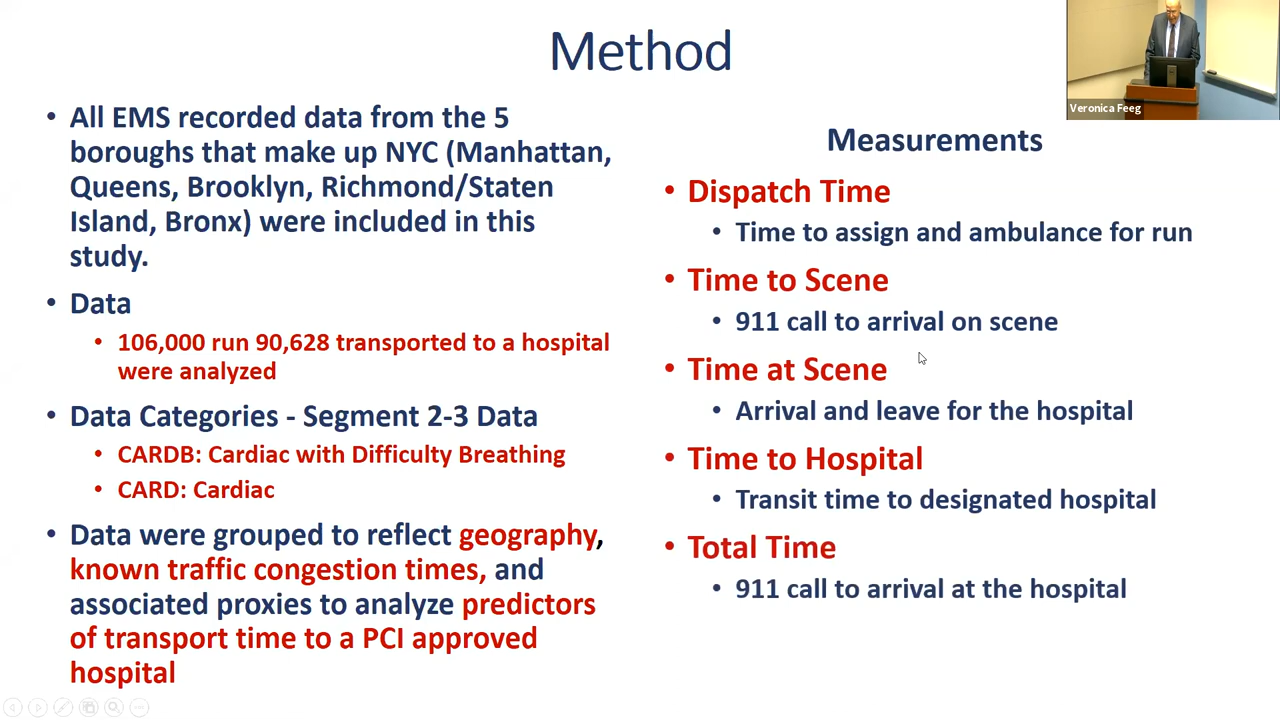 Method
• All EMS recorded data from the 5
boroughs that make up NYC (Manhattan,
Queens, Brooklyn, Richmond/Staten
Island, Bronx) were included in this
study.
• Data
• 106,000 run 90,628 transported to a hospital
were analyzed
• Data Categories - Segment 2-3 Data
• CARDB: Cardiac with Difficulty Breathing
• CARD: Cardiac
• Data were grouped to reflect geography,
known traffic congestion times, and
associated proxies to analyze predictors
of transport time to a PCI approved
hospital
Measurements
• Dispatch Time
• Time to assign and ambulance for run
• Time to Scene
• 911 call to arrival on scene
• Time at Scene
• Arrival and leave for the hospital
• Time to Hospital
• Transit time to designated hospital
• Total Time
• 911 call to arrival at the hospital
Veronica Feeg